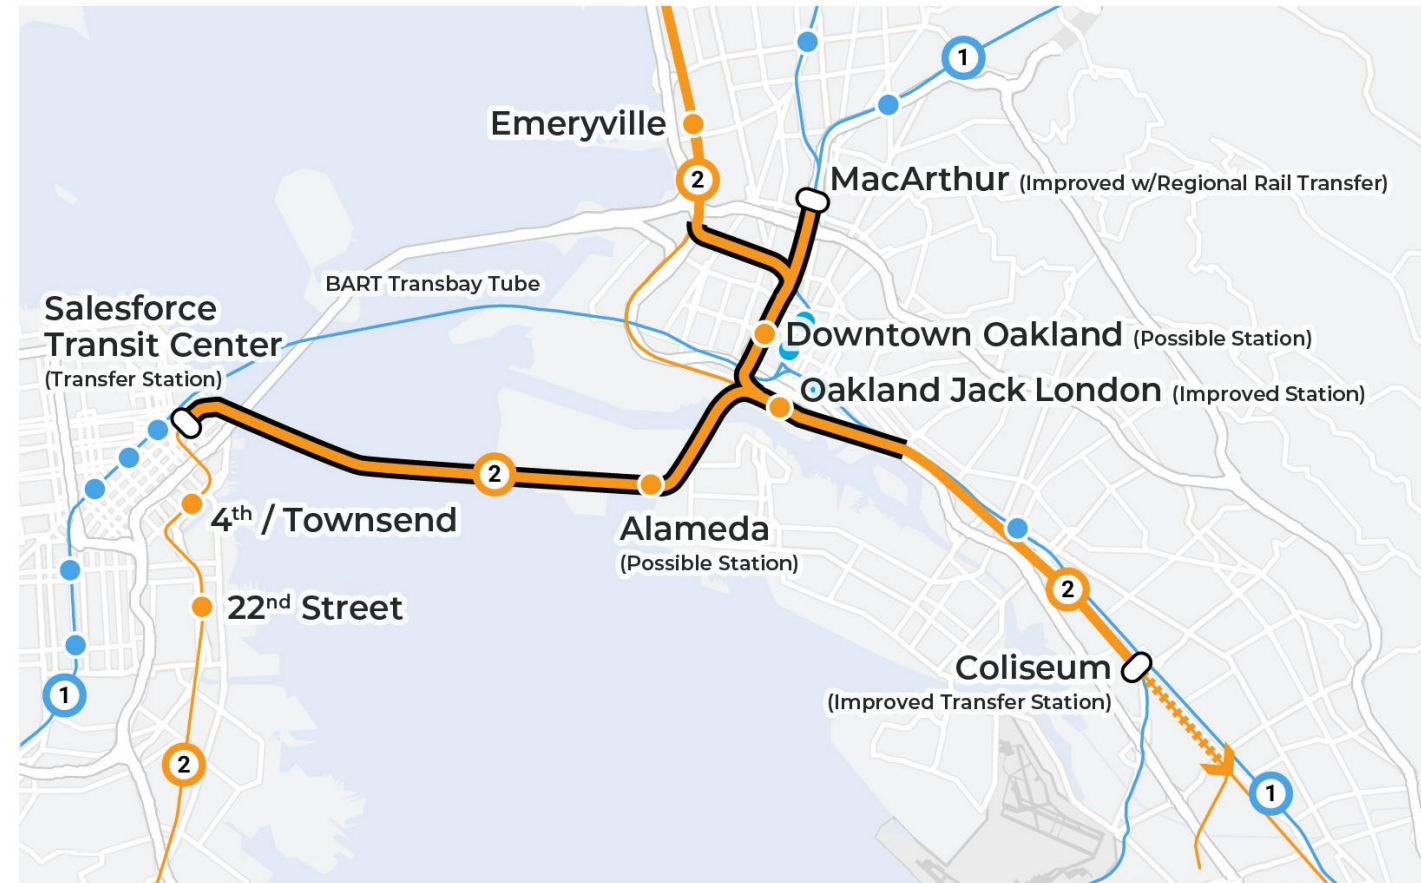 1
Emeryville
2
MacArthur (Improved w/Regional Rail Transfer)
BART Transbay Tube
Salesforce
Transit Center
(Transfer Station)
Downtown Oakland (Possible Station)
Oakland Jack London (Improved Station)
2
4th / Townsend
Alameda
(Possible Station)
2
22nd Street
Coliseum
(Improved Transfer Station)
1
2
1